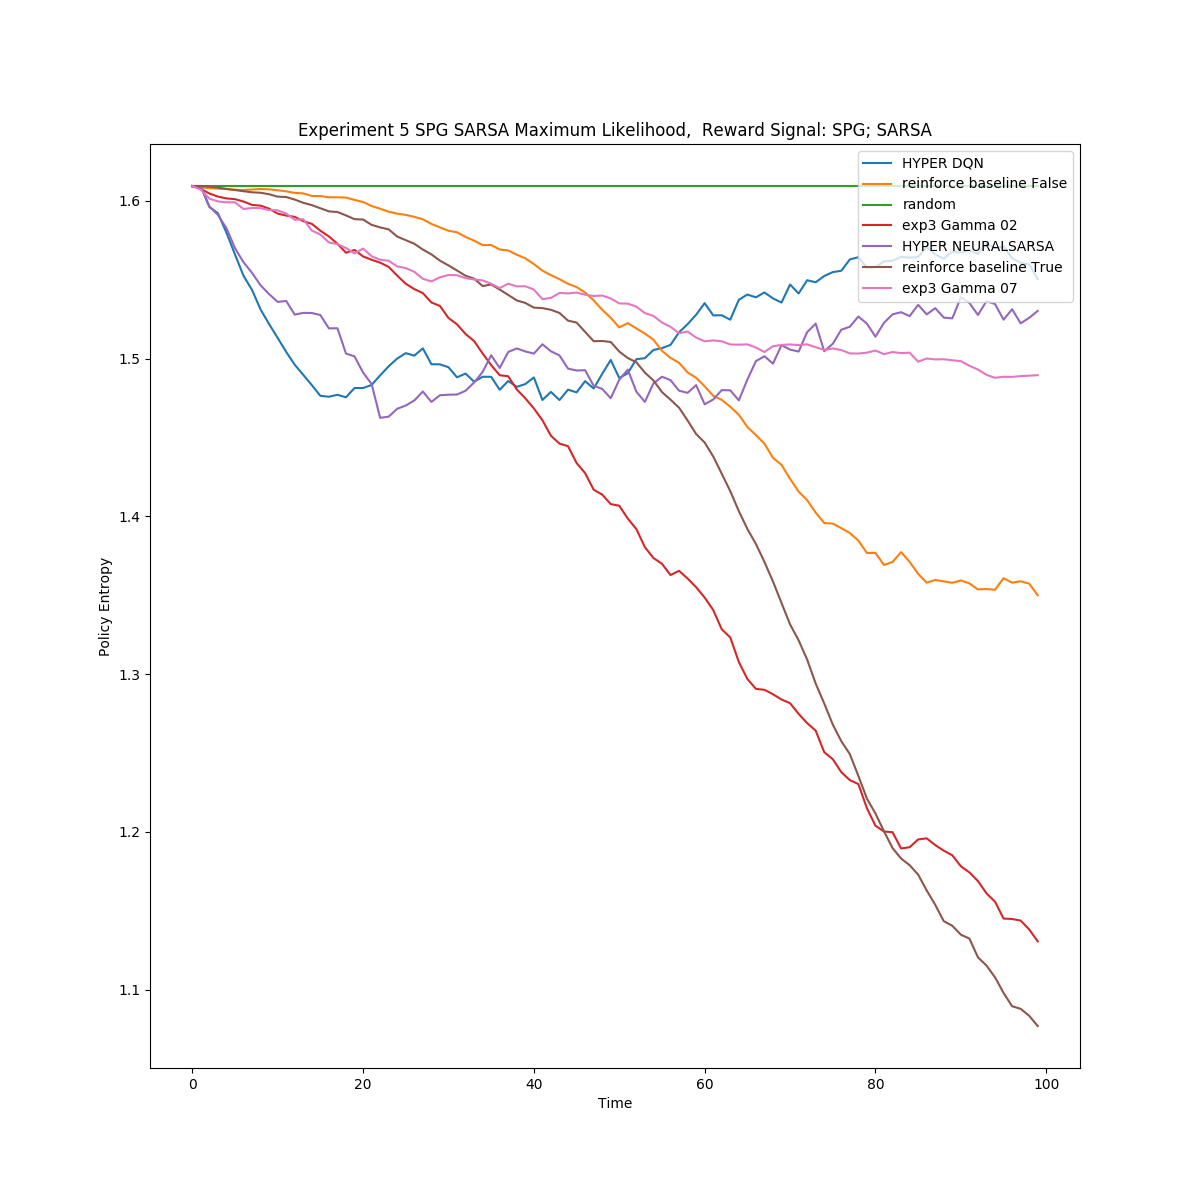 Experiment 5 SPG SARSA Maximum Likelihood,  Reward Signal: SPG; SARSA
HYPER DQN
reinforce baseline False
random
exp3 Gamma 02
HYPER NEURALSARSA
reinforce baseline True
exp3 Gamma 07
1.6
1.5
1.4
1.3
1.2
1.1
Policy Entropy
0
20
40
60
80
100
Time